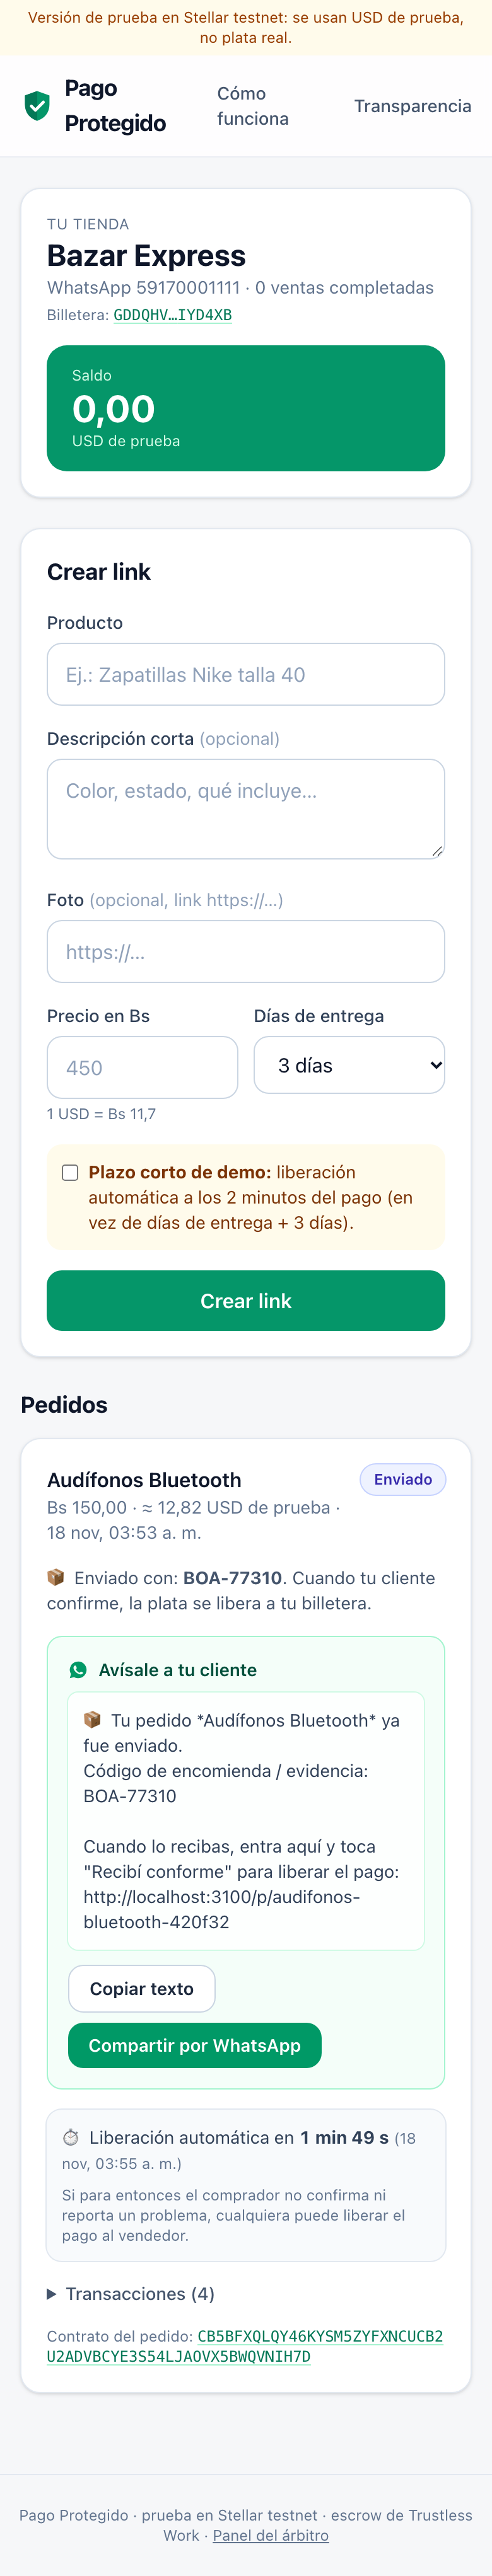 Versión de prueba en Stellar testnet: se usan USD de prueba,
no plata real.
Pago
Protegido
Cómo
funciona
Transparencia
TU TIENDA
Bazar Express
WhatsApp 59170001111 · 0 ventas completadas
Billetera: GDDQHV…IYD4XB
Saldo
0,00
USD de prueba
Crear link
Producto
Ej.: Zapatillas Nike talla 40
Descripción corta (opcional)
Color, estado, qué incluye...
Foto (opcional, link https://...)
https://...
Precio en Bs
Días de entrega
450
3 días
1 USD = Bs 11,7
Plazo corto de demo: liberación
automática a los 2 minutos del pago (en
vez de días de entrega + 3 días).
Crear link
Pedidos
Audífonos Bluetooth
Enviado
Bs 150,00 · ≈ 12,82 USD de prueba ·
18 nov, 03:53 a. m.
📦 Enviado con: BOA-77310. Cuando tu cliente
confirme, la plata se libera a tu billetera.
Avísale a tu cliente
📦 Tu pedido *Audífonos Bluetooth* ya
fue enviado.
Código de encomienda / evidencia:
BOA-77310
Cuando lo recibas, entra aquí y toca
"Recibí conforme" para liberar el pago:
http://localhost:3100/p/audifonos-
bluetooth-420f32
Copiar texto
Compartir por WhatsApp
⏱ Liberación automática en 1 min 49 s (18
nov, 03:55 a. m.)
Si para entonces el comprador no confirma ni
reporta un problema, cualquiera puede liberar el
pago al vendedor.
▶ Transacciones (4)
Contrato del pedido: CB5BFXQLQY46KYSM5ZYFXNCUCB2
U2ADVBCYE3S54LJAOVX5BWQVNIH7D
Pago Protegido · prueba en Stellar testnet · escrow de Trustless
Work · Panel del árbitro